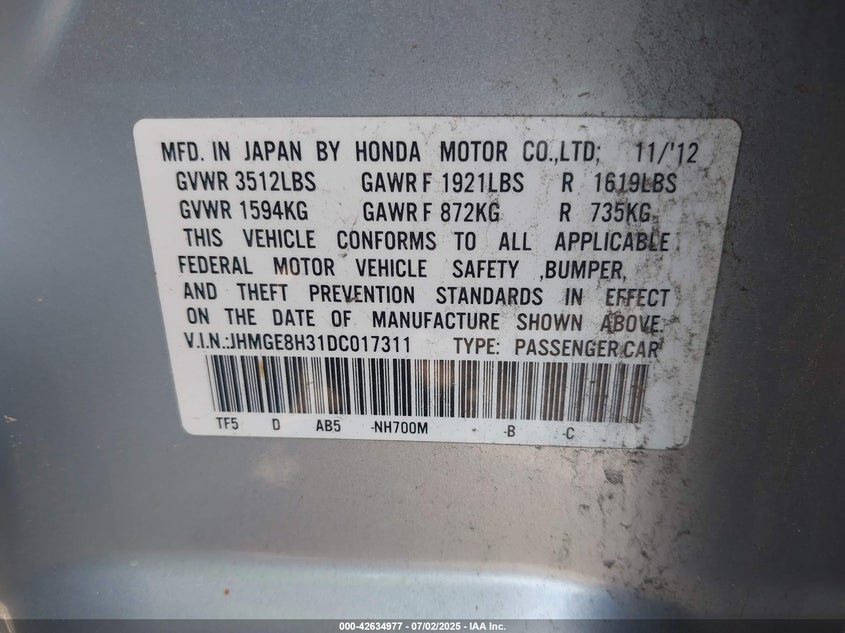 MFD. IN JAPAN BY HONDA MOTOR CO.,LTD; 11/'12
GVWR 3512LBS GAWR F 1921LBS R 1619LBS
GVWR 1594KG GAWR F 872KG R 735KG
THIS VEHICLE CONFORMS TO ALL APPLICABLE
FEDERAL MOTOR VEHICLE SAFETY ,BUMPER,
AND THEFT PREVENTION STANDARDS IN EFFECT
ON THE DATE OF MANUFACTURE SHOWN ABOVE.
V.I.N.:JHMGE8H31DC017311 TYPE: PASSENGER CAR
TF5 D AB5 -NH700M - -B -C
000-42634977 - 07/02/2025 - IAA Inc.